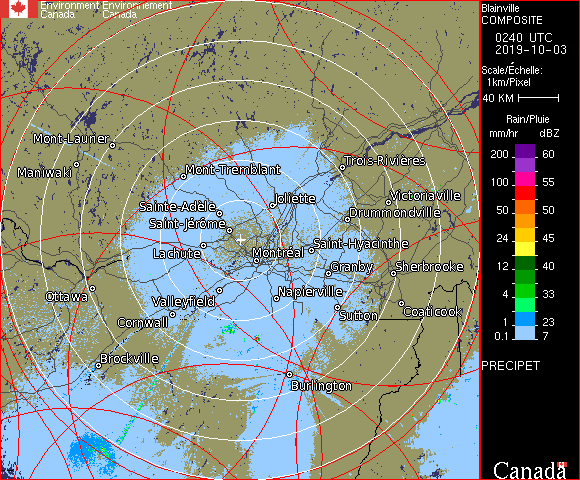 Environment Environnement
Canada Canada
Blainville
COMPOSITE
0240 UTC
2019-10-03
Scale/Échelle:
1km/Pixel
40 KM
Rain/Pluie
mm/hr dBZ
200 60
100 55
50 50
24 45
12 40
4 33
1 23
0.1 7
PRECIPET
Canada
Mont-Laurier
Maniwaki
Mont-Tremblant
Trois-Rivières
Joliette
Victoriaville
Sainte-Adèle
Drummondville
Saint-Jérôme
Lachute
Montréal
Saint-Hyacinthe
Granby
Sherbrooke
Ottawa
Valleyfield
Napierville
Coaticook
Cornwall
Sutton
Brockville
Burlington